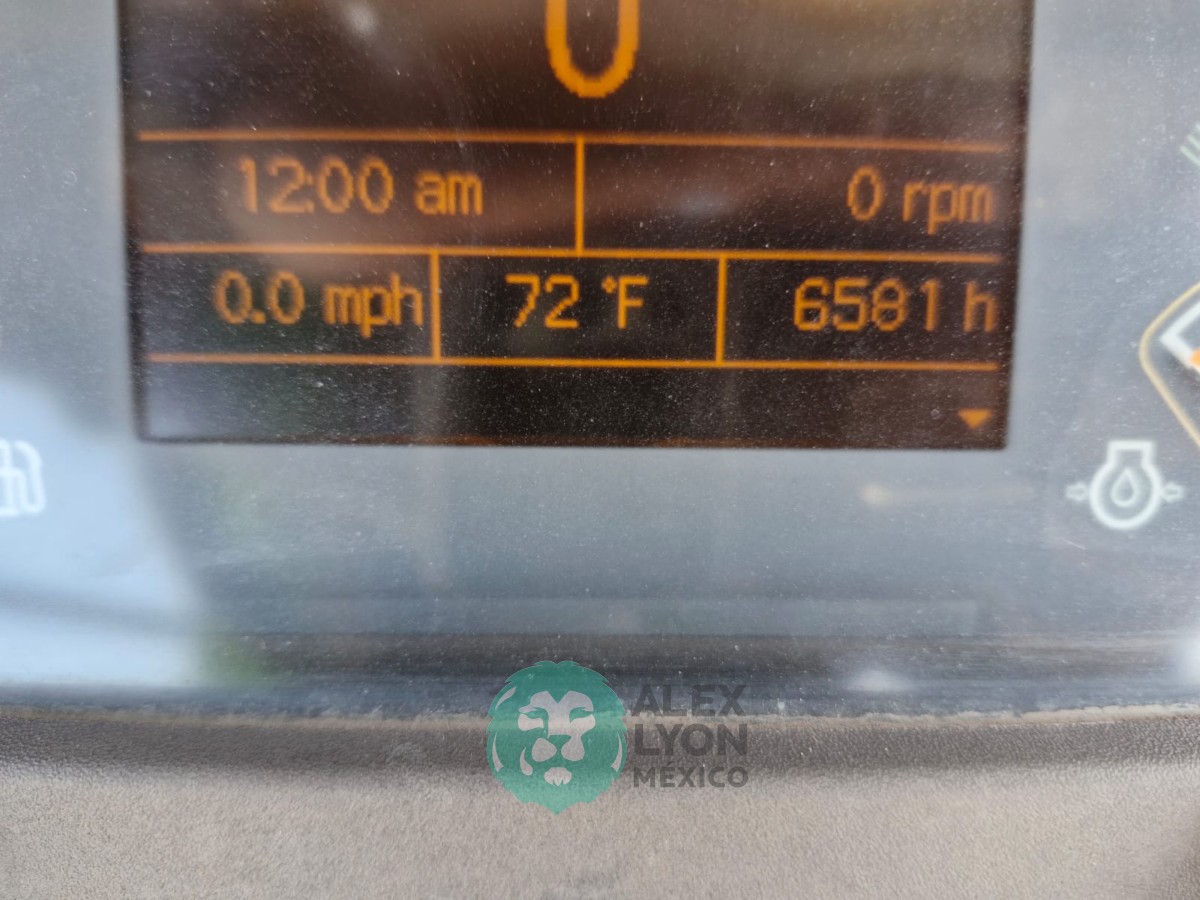 0
12:00 am 0 rpm
0.0 mph 72 °F 6581 h
ALEX
LYON
MÉXICO